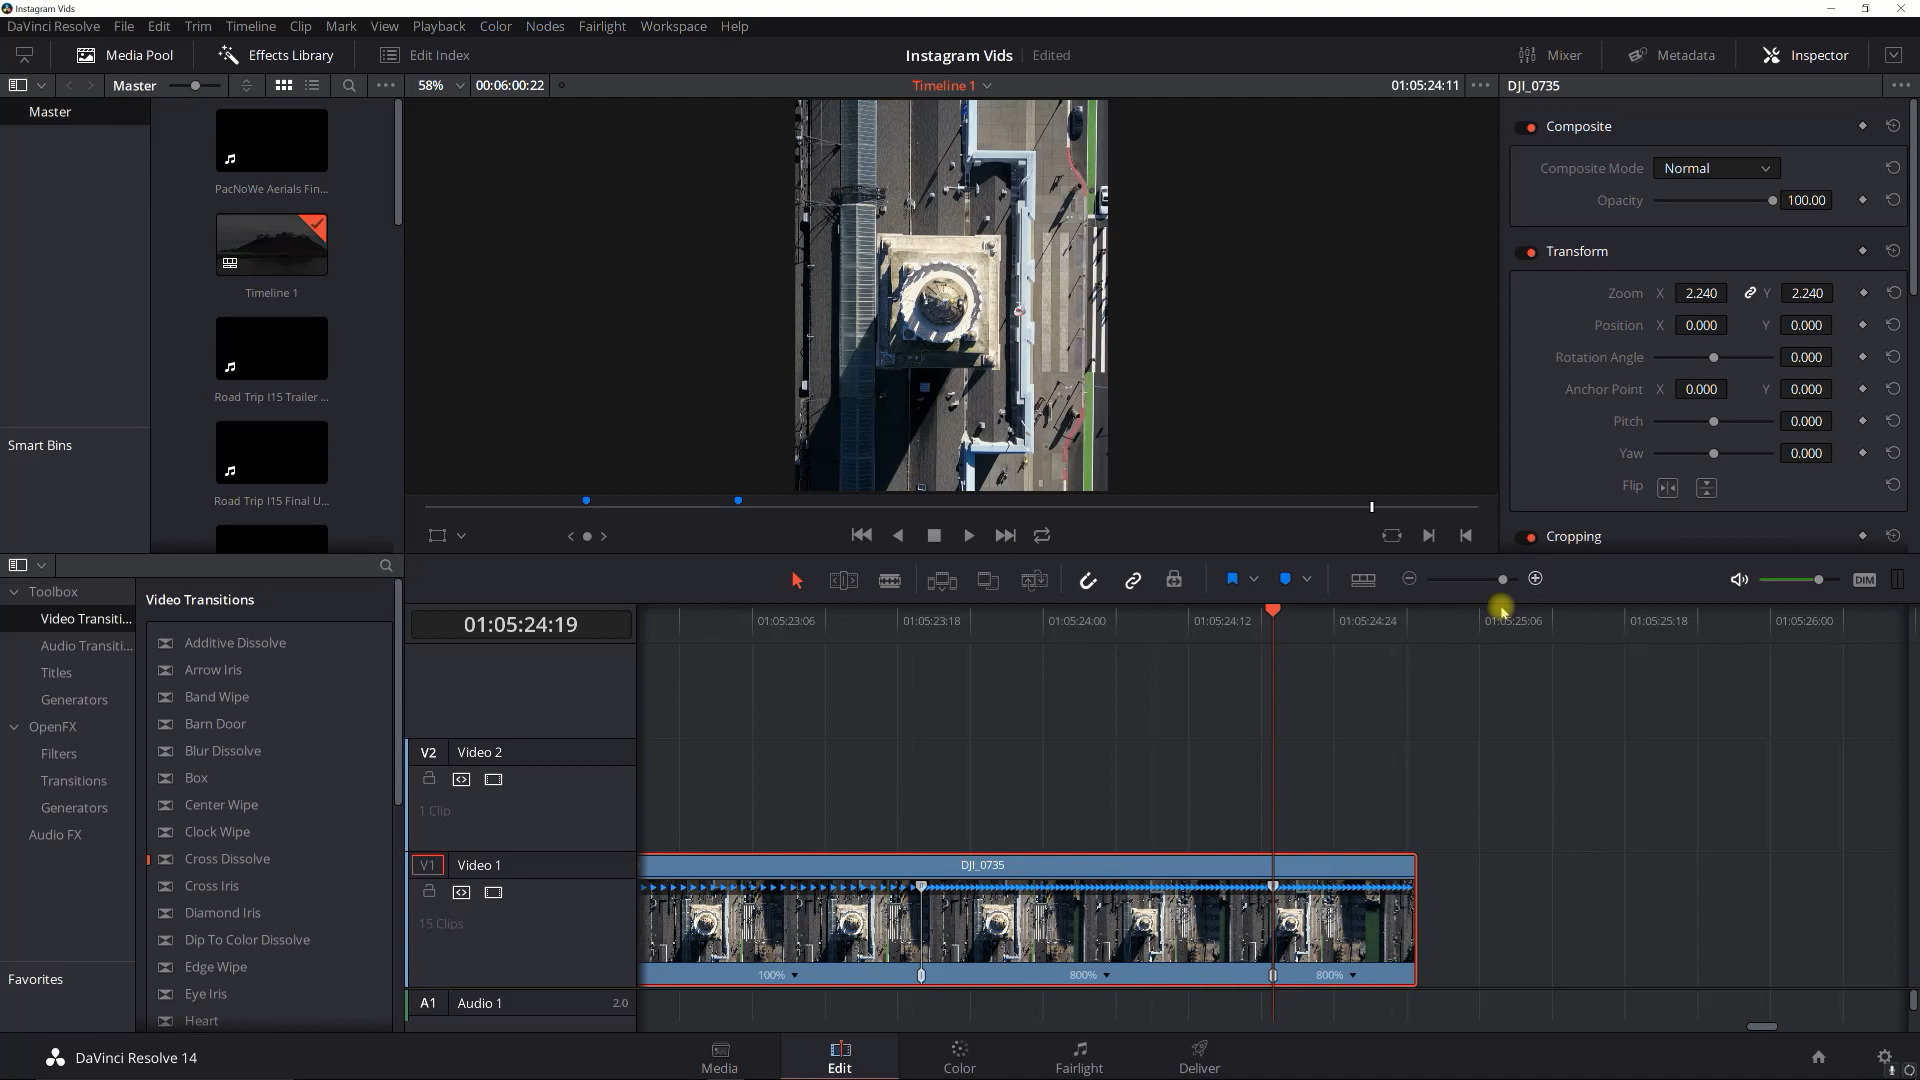 Instagram Vids
DaVinci Resolve File Edit Trim Timeline Clip Mark View Playback Color Nodes Fairlight Workspace Help
Media Pool Effects Library Edit Index Instagram Vids Edited Mixer Metadata Inspector
Master 58% 00:06:00:22 Timeline 1 01:05:24:11 DJI_0735
Master
PacNoWe Aerials Fin...
Timeline 1
Road Trip I15 Trailer ...
Road Trip I15 Final U...
Smart Bins
Composite
Composite Mode Normal
Opacity 100.00
Transform
Zoom X 2.240 Y 2.240
Position X 0.000 Y 0.000
Rotation Angle 0.000
Anchor Point X 0.000 Y 0.000
Pitch 0.000
Yaw 0.000
Flip
Cropping
DIM
Toolbox
Video Transiti...
Audio Transiti...
Titles
Generators
OpenFX
Filters
Transitions
Generators
Audio FX
Favorites
Video Transitions
Additive Dissolve
Arrow Iris
Band Wipe
Barn Door
Blur Dissolve
Box
Center Wipe
Clock Wipe
Cross Dissolve
Cross Iris
Diamond Iris
Dip To Color Dissolve
Edge Wipe
Eye Iris
Heart
01:05:24:19
01:05:23:06 01:05:23:18 01:05:24:00 01:05:24:12 01:05:24:24 01:05:25:06 01:05:25:18 01:05:26:00
V2 Video 2
1 Clip
V1 Video 1
15 Clips
DJI_0735
100% 800% 800%
A1 Audio 1 2.0
DaVinci Resolve 14
Media Edit Color Fairlight Deliver